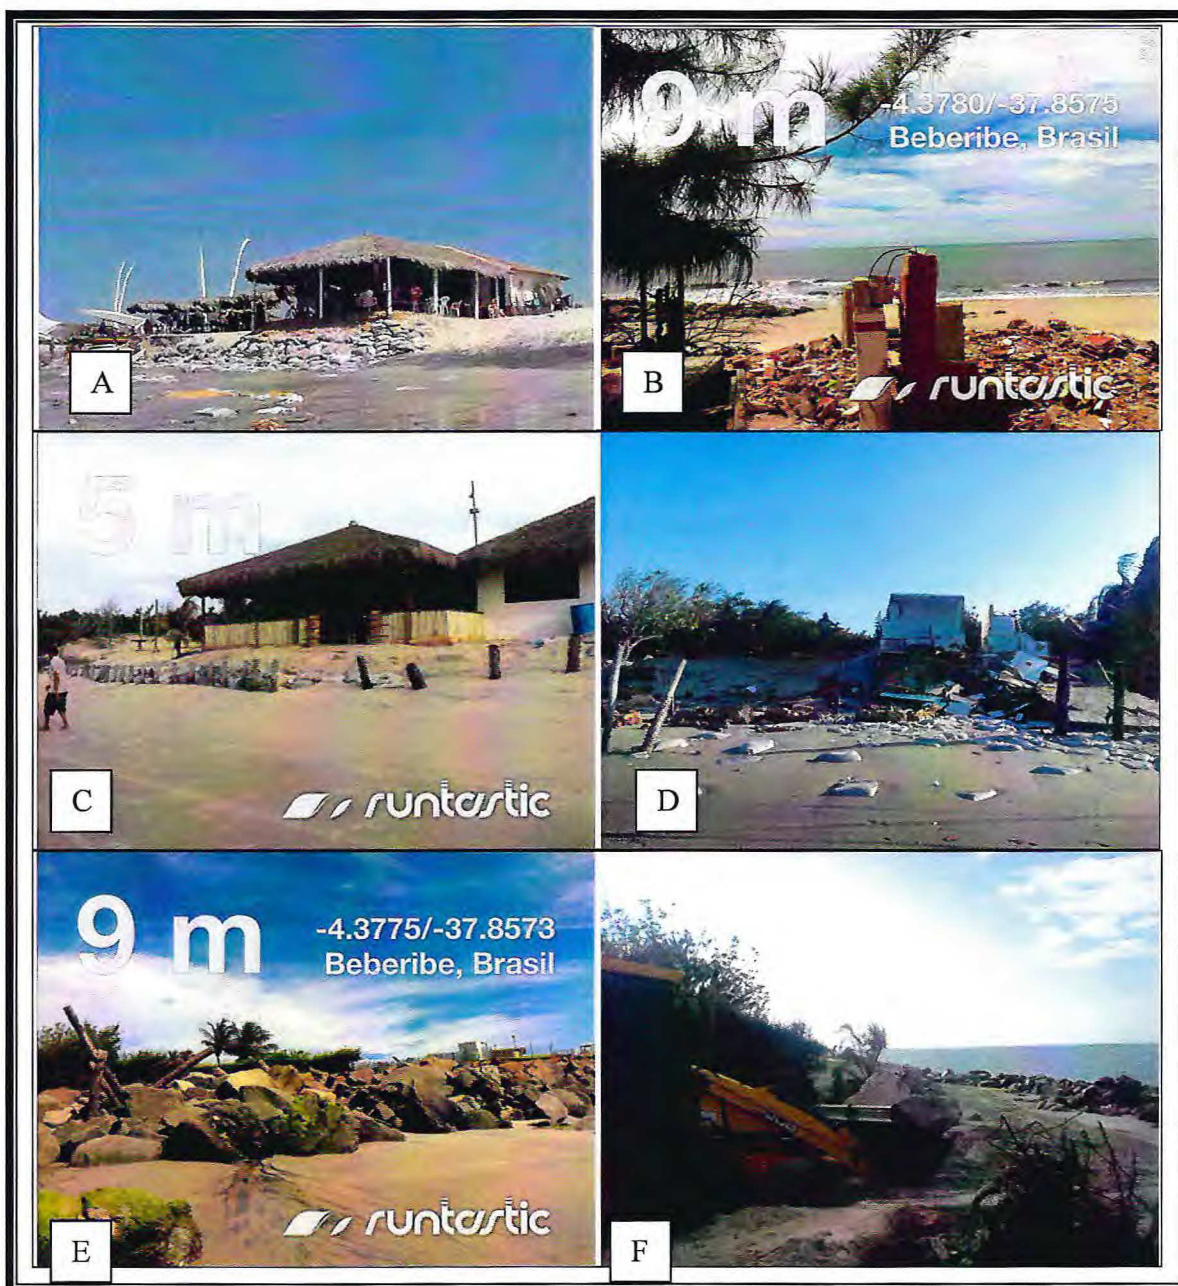 A
9 m
-4.3780/-37.8575
Beberibe, Brasil
B
runtastic
5 m
C
runtastic
D
9 m
-4.3775/-37.8573
Beberibe, Brasil
E
runtastic
F